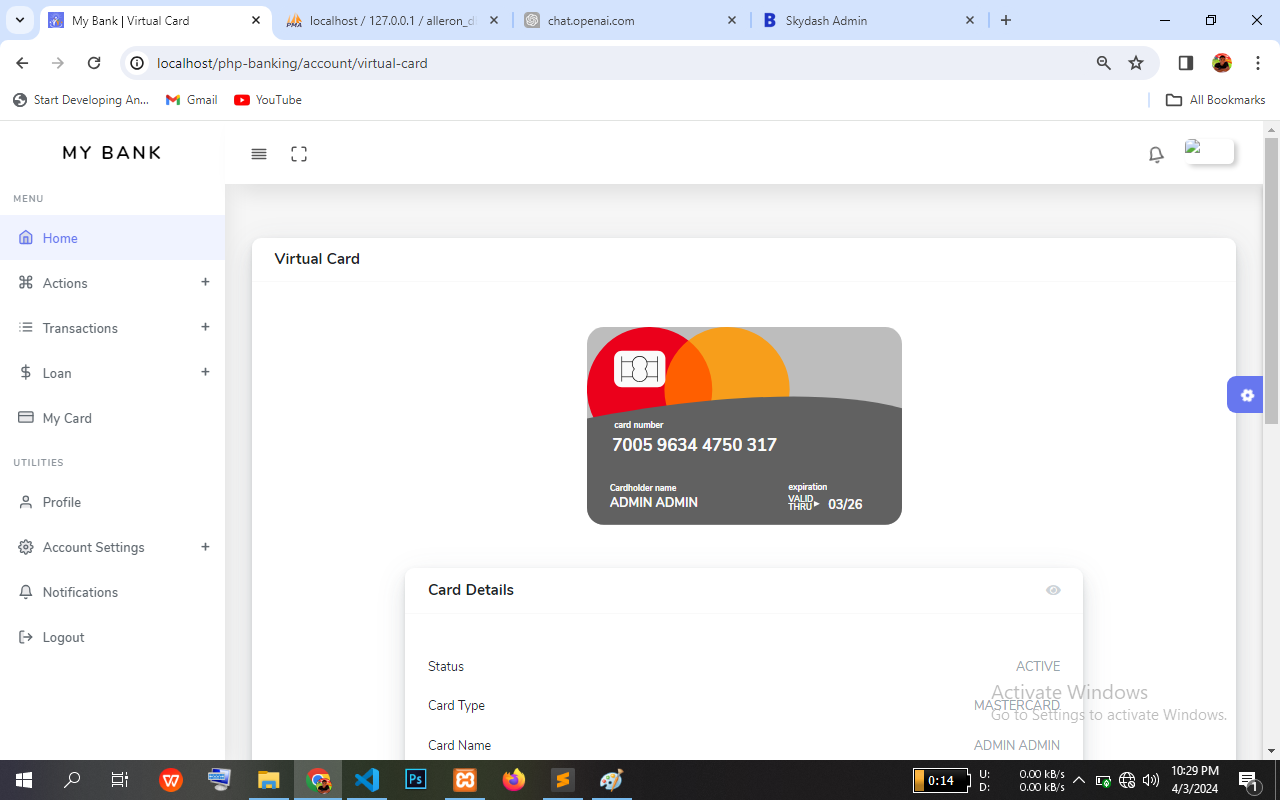 My Bank | Virtual Card
localhost / 127.0.0.1 / alleron_d
chat.openai.com
Skydash Admin
localhost/php-banking/account/virtual-card
Start Developing An...
Gmail
YouTube
All Bookmarks
MY BANK
MENU
Home
Actions +
Transactions +
Loan +
My Card
UTILITIES
Profile
Account Settings +
Notifications
Logout
Virtual Card
card number
7005 9634 4750 317
Cardholder name
ADMIN ADMIN
expiration
VALID
THRU
03/26
Card Details
Status ACTIVE
Card Type MASTERCARD
Card Name ADMIN ADMIN
Activate Windows
Go to Settings to activate Windows.
0:14
U: 0.00 kB/s
D: 0.00 kB/s
10:29 PM
4/3/2024
1